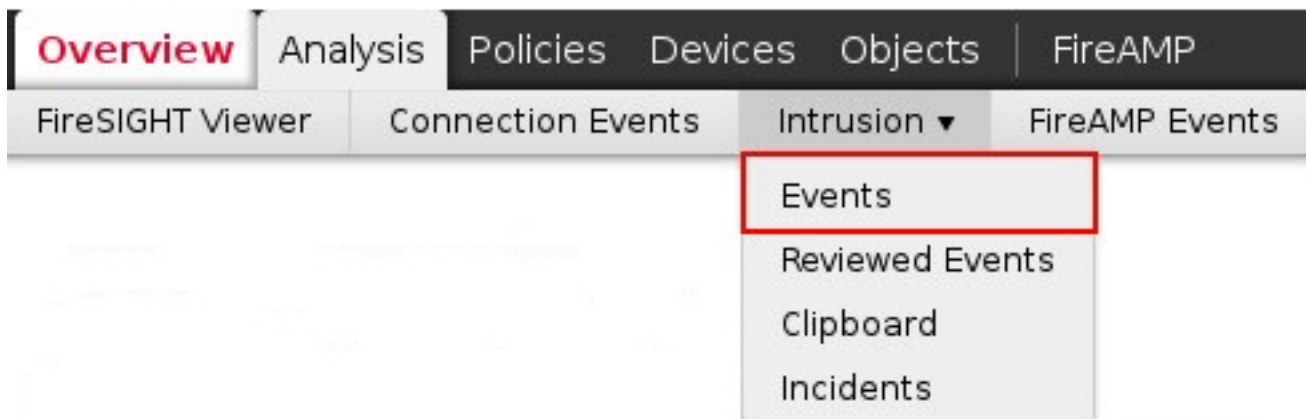 Overview Analysis Policies Devices Objects FireAMP
FireSIGHT Viewer Connection Events Intrusion ▾ FireAMP Events
Events
Reviewed Events
Clipboard
Incidents